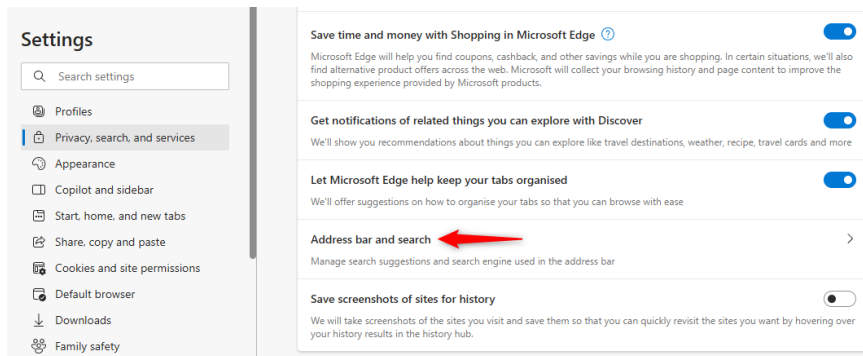 Settings
Search settings
Profiles
Privacy, search, and services
Appearance
Copilot and sidebar
Start, home, and new tabs
Share, copy and paste
Cookies and site permissions
Default browser
Downloads
Family safety
Save time and money with Shopping in Microsoft Edge
Microsoft Edge will help you find coupons, cashback, and other savings while you are shopping. In certain situations, we'll also
find alternative product offers across the web. Microsoft will collect your browsing history and page content to improve the
shopping experience provided by Microsoft products.
Get notifications of related things you can explore with Discover
We'll show you recommendations about things you can explore like travel destinations, weather, recipe, travel cards and more
Let Microsoft Edge help keep your tabs organised
We'll offer suggestions on how to organise your tabs so that you can browse with ease
Address bar and search
Manage search suggestions and search engine used in the address bar
Save screenshots of sites for history
We will take screenshots of the sites you visit and save them so that you can quickly revisit the sites you want by hovering over
your history results in the history hub.